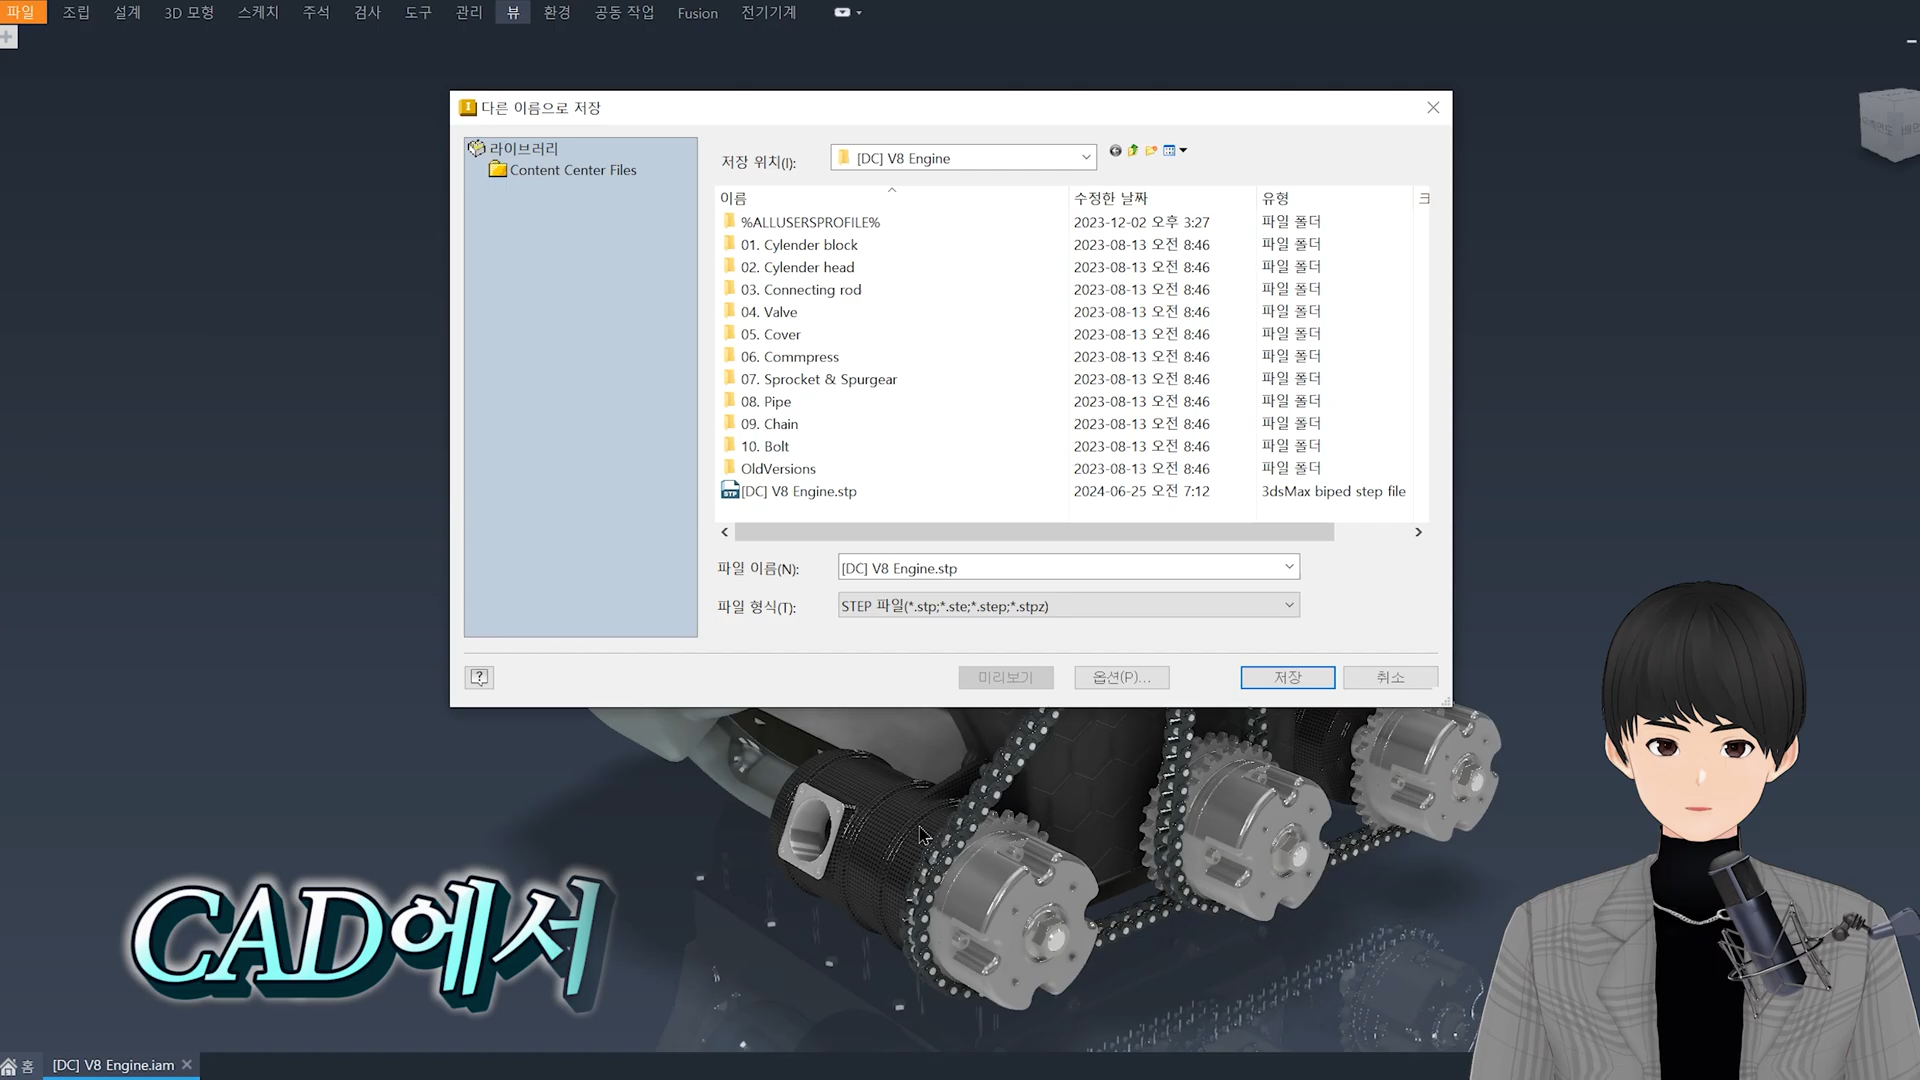 파일 조립 설계 3D 모형 스케치 주석 검사 도구 관리 뷰 환경 공동 작업 Fusion 전기기계
다른 이름으로 저장
라이브러리
Content Center Files
저장 위치(I): [DC] V8 Engine
이름 수정한 날짜 유형
%ALLUSERSPROFILE% 2023-12-02 오후 3:27 파일 폴더
01. Cylender block 2023-08-13 오전 8:46 파일 폴더
02. Cylender head 2023-08-13 오전 8:46 파일 폴더
03. Connecting rod 2023-08-13 오전 8:46 파일 폴더
04. Valve 2023-08-13 오전 8:46 파일 폴더
05. Cover 2023-08-13 오전 8:46 파일 폴더
06. Commpress 2023-08-13 오전 8:46 파일 폴더
07. Sprocket & Spurgear 2023-08-13 오전 8:46 파일 폴더
08. Pipe 2023-08-13 오전 8:46 파일 폴더
09. Chain 2023-08-13 오전 8:46 파일 폴더
10. Bolt 2023-08-13 오전 8:46 파일 폴더
OldVersions 2023-08-13 오전 8:46 파일 폴더
[DC] V8 Engine.stp 2024-06-25 오전 7:12 3dsMax biped step file
파일 이름(N): [DC] V8 Engine.stp
파일 형식(T): STEP 파일(*.stp;*.ste;*.step;*.stpz)
미리보기 옵션(P)... 저장 취소
CAD에서
홈 [DC] V8 Engine.iam